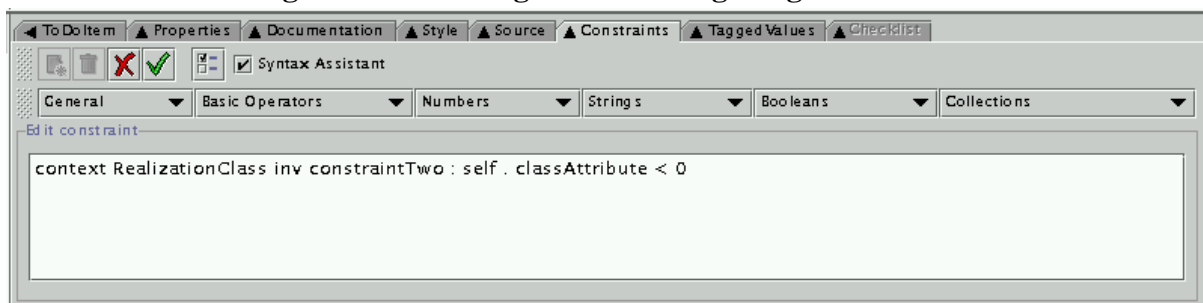 To Do Item Properties Documentation Style Source Constraints Tagged Values Checklist
Syntax Assistant
General Basic Operators Numbers Strings Booleans Collections
Edit constraint
context RealizationClass inv constraintTwo : self . classAttribute < 0